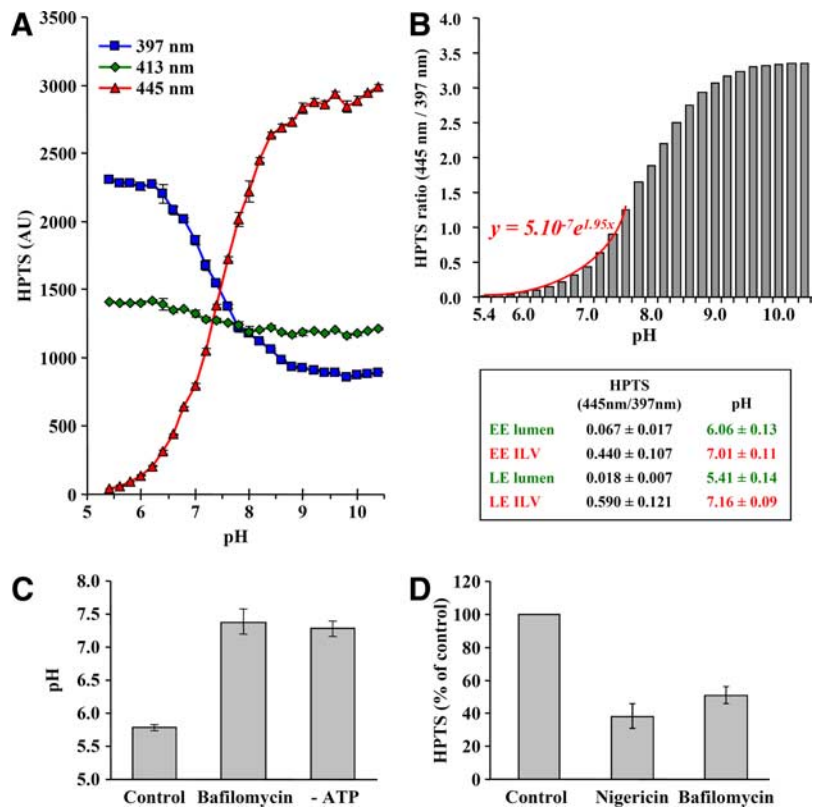 A
397 nm
413 nm
445 nm
HPTS (AU)
3500
3000
2500
2000
1500
1000
500
0
5 6 7 8 9 10
pH
B
HPTS ratio (445 nm / 397 nm)
4.0
3.5
3.0
2.5
2.0
1.5
1.0
0.5
0.0
y = 5.10-7e1.95x
5.4 6.0 7.0 8.0 9.0 10.0
pH
HPTS
(445nm/397nm) pH
EE lumen 0.067 ± 0.017 6.06 ± 0.13
EE ILV 0.440 ± 0.107 7.01 ± 0.11
LE lumen 0.018 ± 0.007 5.41 ± 0.14
LE ILV 0.590 ± 0.121 7.16 ± 0.09
C
pH
8.0
7.5
7.0
6.5
6.0
5.5
5.0
Control Bafilomycin - ATP
D
HPTS (% of control)
120
100
80
60
40
20
0
Control Nigericin Bafilomycin